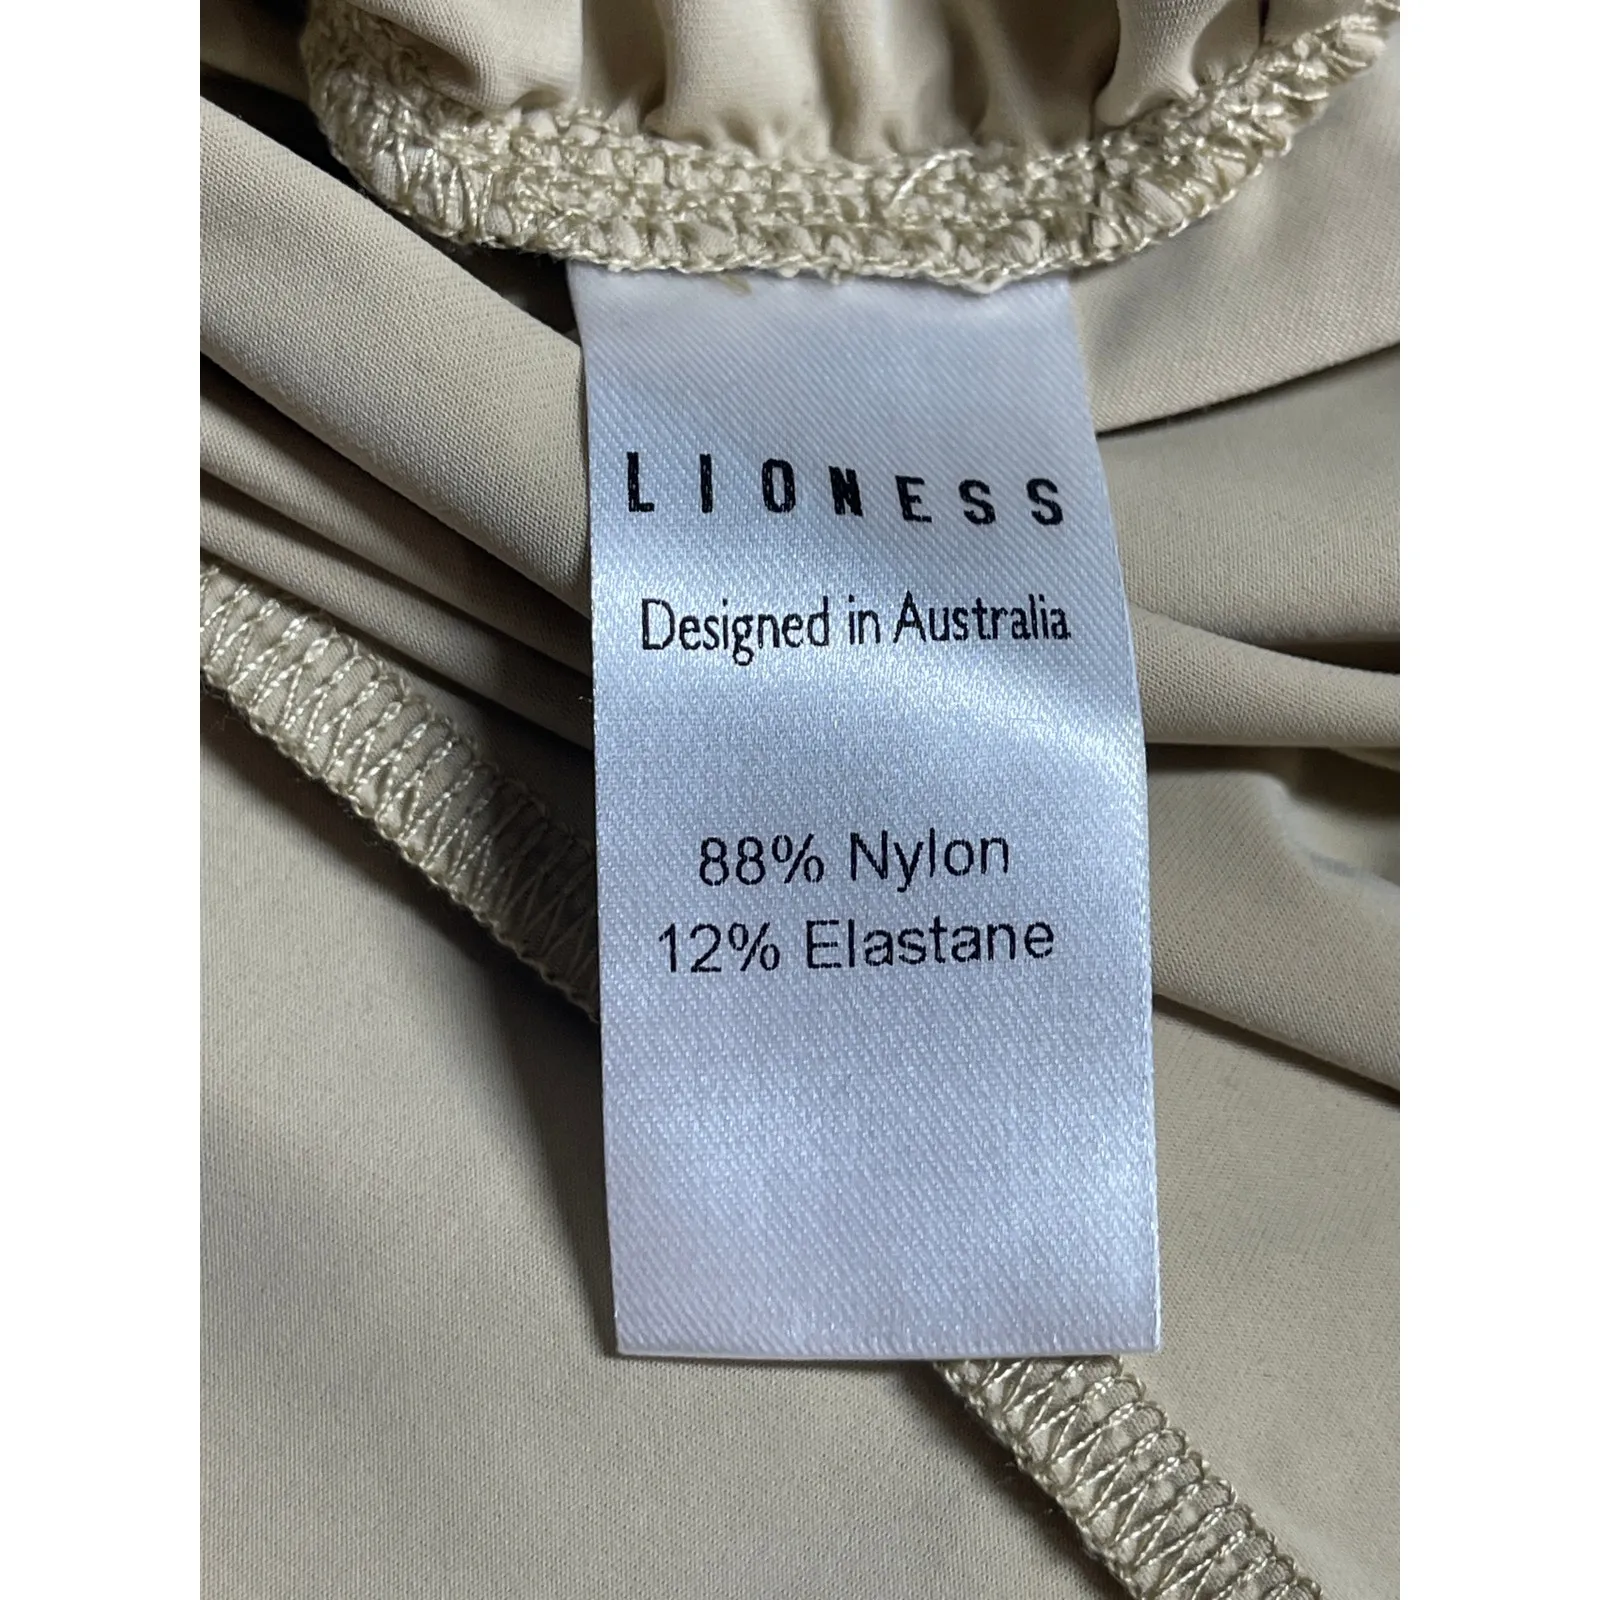 LIONESS
Designed in Australia
88% Nylon
12% Elastane